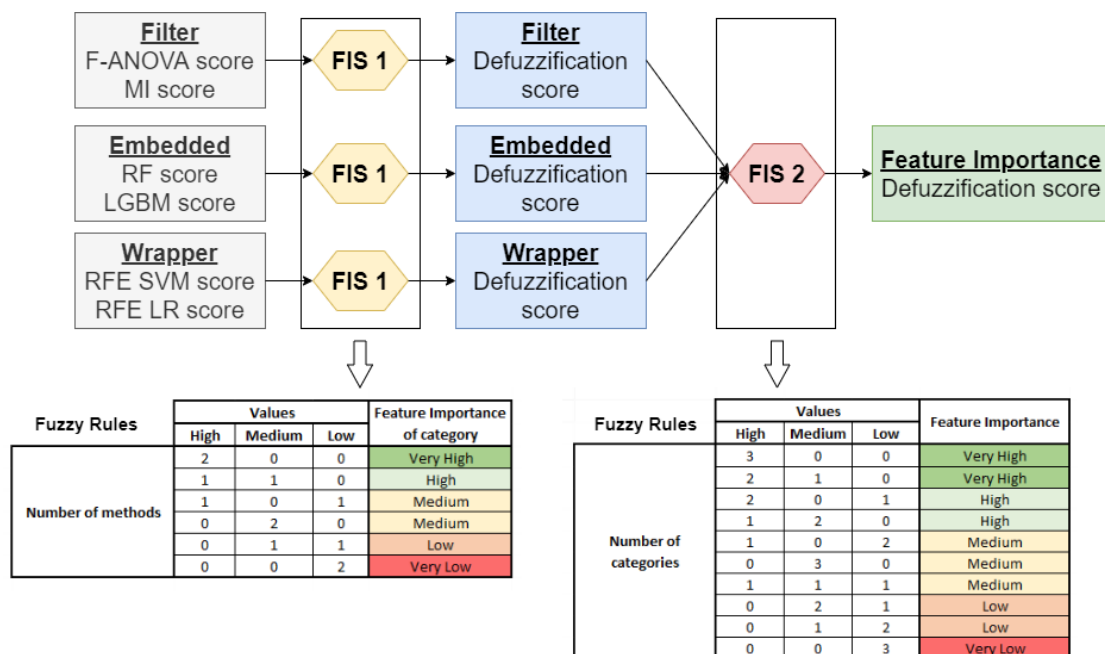 Filter
F-ANOVA score
MI score
FIS 1
Filter
Defuzzification
score
Embedded
RF score
LGBM score
FIS 1
Embedded
Defuzzification
score
FIS 2
Feature Importance
Defuzzification score
Wrapper
RFE SVM score
RFE LR score
FIS 1
Wrapper
Defuzzification
score
Fuzzy Rules
Values
Feature Importance
of category
High Medium Low
Number of methods
2 0 0 Very High
1 1 0 High
1 0 1 Medium
0 2 0 Medium
0 1 1 Low
0 0 2 Very Low
Fuzzy Rules
Values
Feature Importance
High Medium Low
Number of
categories
3 0 0 Very High
2 1 0 Very High
2 0 1 High
1 2 0 High
1 0 2 Medium
0 3 0 Medium
1 1 1 Medium
0 2 1 Low
0 1 2 Low
0 0 3 Very Low